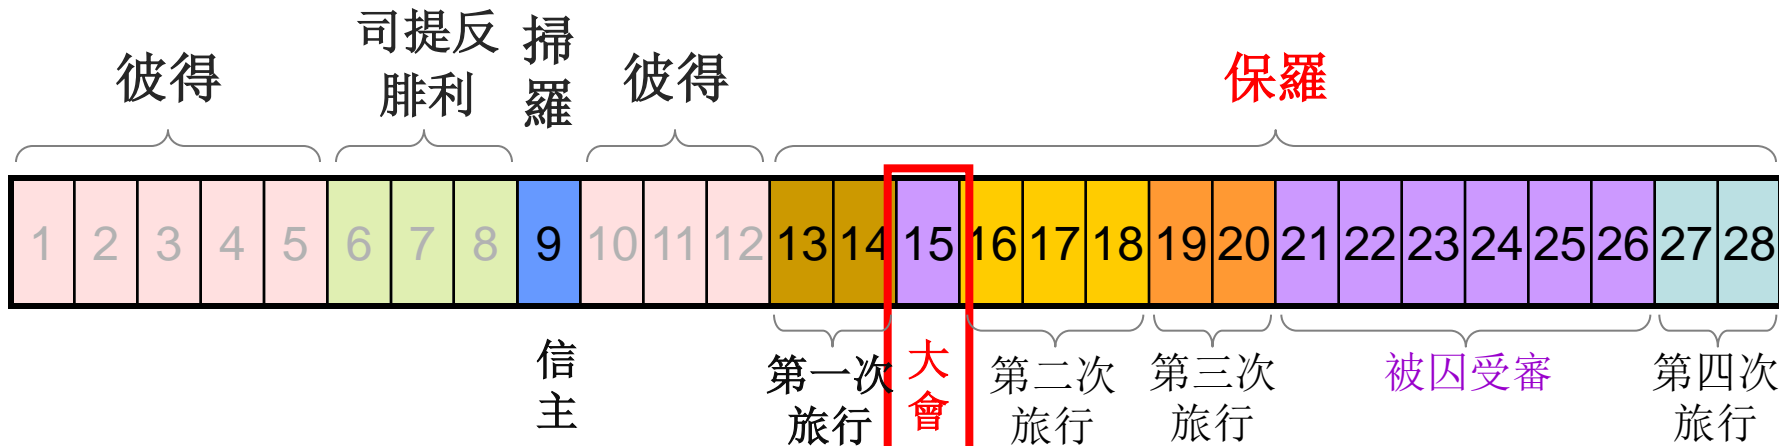 彼得
司提反
腓利
掃
羅
彼得
保羅
1 2 3 4 5 6 7 8 9 10 11 12 13 14 15 16 17 18 19 20 21 22 23 24 25 26 27 28
信
主
第一次
旅行
大
會
第二次
旅行
第三次
旅行
被囚受審
第四次
旅行